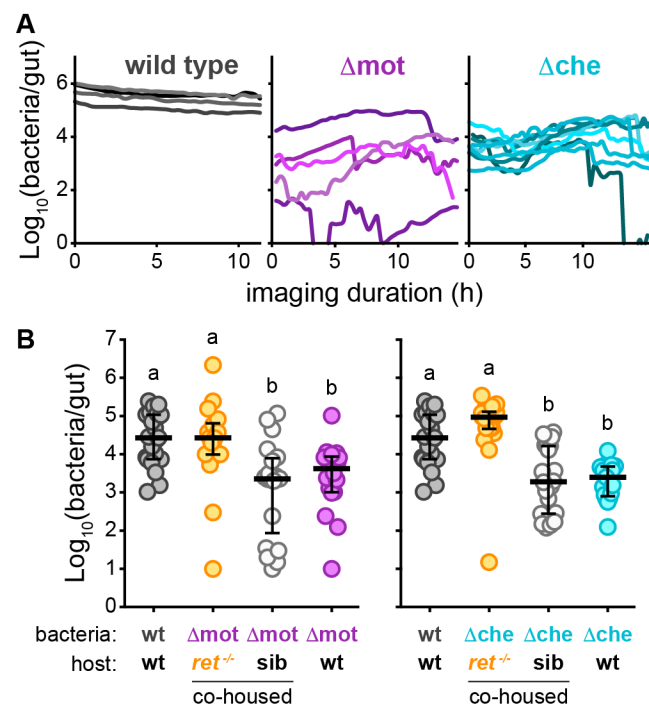 A
wild type
Δmot
Δche
Log10(bacteria/gut)
6
4
2
0
0 5 10
0 5 10
0 5 10 15
imaging duration (h)
B
Log10(bacteria/gut)
7
6
5
4
3
2
1
0
a a b b
a a b b
bacteria: wt Δmot Δmot Δmot wt Δche Δche Δche
host: wt ret-/- sib wt wt ret-/- sib wt
co-housed co-housed